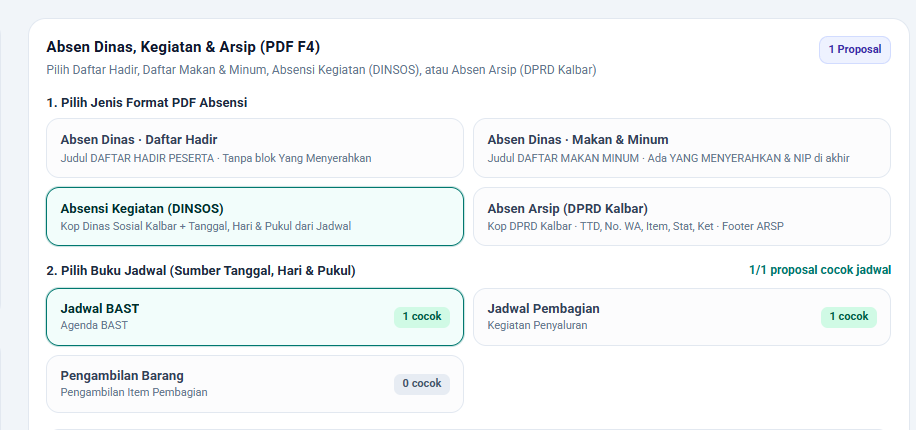 Absen Dinas, Kegiatan & Arsip (PDF F4)
1 Proposal
Pilih Daftar Hadir, Daftar Makan & Minum, Absensi Kegiatan (DINSOS), atau Absen Arsip (DPRD Kalbar)
1. Pilih Jenis Format PDF Absensi
Absen Dinas · Daftar Hadir
Judul DAFTAR HADIR PESERTA · Tanpa blok Yang Menyerahkan
Absen Dinas · Makan & Minum
Judul DAFTAR MAKAN MINUM · Ada YANG MENYERAHKAN & NIP di akhir
Absensi Kegiatan (DINSOS)
Kop Dinas Sosial Kalbar + Tanggal, Hari & Pukul dari Jadwal
Absen Arsip (DPRD Kalbar)
Kop DPRD Kalbar · TTD, No. WA, Item, Stat, Ket · Footer ARSP
2. Pilih Buku Jadwal (Sumber Tanggal, Hari & Pukul)
1/1 proposal cocok jadwal
Jadwal BAST
Agenda BAST
1 cocok
Jadwal Pembagian
Kegiatan Penyaluran
1 cocok
Pengambilan Barang
Pengambilan Item Pembagian
0 cocok